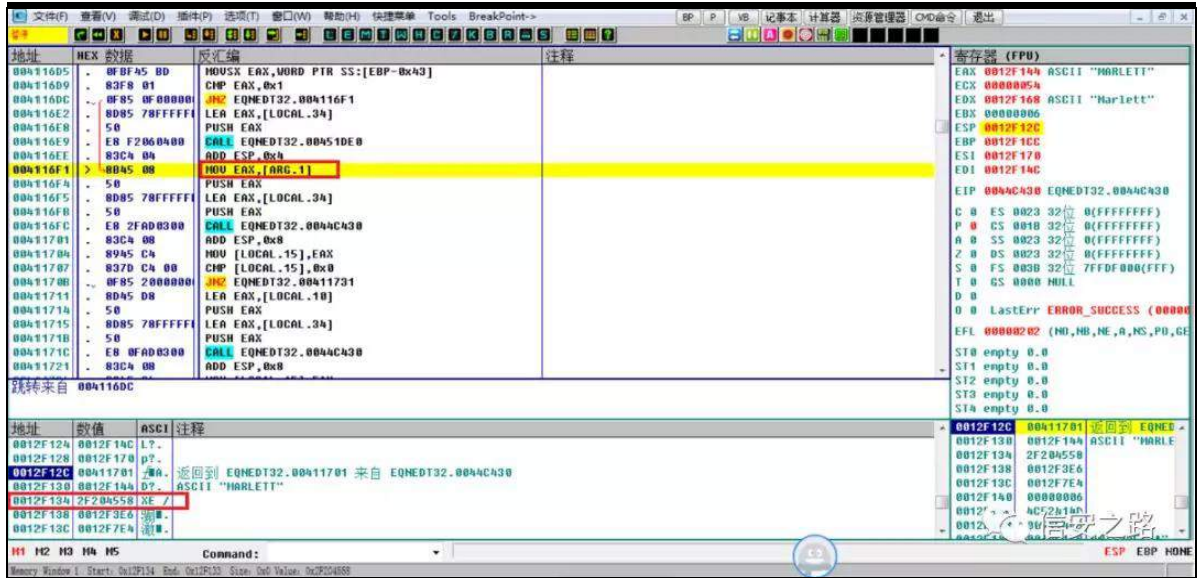 文件(F) 查看(V) 调试(D) 插件(P) 选项(T) 窗口(W) 帮助(H) 快捷菜单 Tools BreakPoint-> BP P VB 记事本 计算器 资源管理器 CMD命令 退出
L E M T W H C / K B R ... S
地址 HEX 数据 反汇编 注释
004116D5 . 0FBF45 BD MOVSX EAX,WORD PTR SS:[EBP-0x43]
004116D9 . 83F8 01 CMP EAX,0x1
004116DC .. 0F85 0F00000 JNZ EQNEDT32.004116F1
004116E2 . 8D85 78FFFFF LEA EAX,[LOCAL.34]
004116E8 . 50 PUSH EAX
004116E9 . E8 F2060400 CALL EQNEDT32.00451DE0
004116EE . 83C4 04 ADD ESP,0x4
004116F1 > 8B45 08 MOV EAX,[ARG.1]
004116F4 . 50 PUSH EAX
004116F5 . 8D85 78FFFFF LEA EAX,[LOCAL.34]
004116FB . 50 PUSH EAX
004116FC . E8 2FAD0300 CALL EQNEDT32.0044C430
00411701 . 83C4 08 ADD ESP,0x8
00411704 . 8945 C4 MOV [LOCAL.15],EAX
00411707 . 837D C4 00 CMP [LOCAL.15],0x0
0041170B .. 0F85 2000000 JNZ EQNEDT32.00411731
00411711 . 8D45 D8 LEA EAX,[LOCAL.10]
00411714 . 50 PUSH EAX
00411715 . 8D85 78FFFFF LEA EAX,[LOCAL.34]
0041171B . 50 PUSH EAX
0041171C . E8 0FAD0300 CALL EQNEDT32.0044C430
00411721 . 83C4 08 ADD ESP,0x8
跳转来自 004116DC
寄存器 (FPU)
EAX 0012F144 ASCII "MARLETT"
ECX 00000054
EDX 0012F168 ASCII "Marlett"
EBX 00000006
ESP 0012F12C
EBP 0012F1CC
ESI 0012F170
EDI 0012F14C
EIP 0044C430 EQNEDT32.0044C430
C 0 ES 0023 32位 0(FFFFFFFF)
P 0 CS 001B 32位 0(FFFFFFFF)
A 0 SS 0023 32位 0(FFFFFFFF)
Z 0 DS 0023 32位 0(FFFFFFFF)
S 0 FS 003B 32位 7FFDF000(FFF)
T 0 GS 0000 NULL
D 0
O 0 LastErr ERROR_SUCCESS (00000
EFL 00000202 (NO,NB,NE,A,NS,PO,GE
ST0 empty 0.0
ST1 empty 0.0
ST2 empty 0.0
ST3 empty 0.0
ST4 empty 0.0
地址 数值 ASCI 注释
0012F124 0012F14C L?.
0012F128 0012F170 p?.
0012F12C 00411701 A. 返回到 EQNEDT32.00411701 来自 EQNEDT32.0044C430
0012F130 0012F144 D?. ASCII "MARLETT"
0012F134 2F204558 XE /
0012F138 0012F3E6
0012F13C 0012F7E4
0012F12C 00411701 返回到 EQNED
0012F130 0012F144 ASCII "MARLE
0012F134 2F204558
0012F138 0012F3E6
0012F13C 0012F7E4
0012F140 00000006
信安之路
M1 M2 M3 M4 M5 Command: ESP EBP NONE
Memory Window 1 Start: 0x12F134 End: 0x12F133 Size: 0x0 Value: 0x2F204558